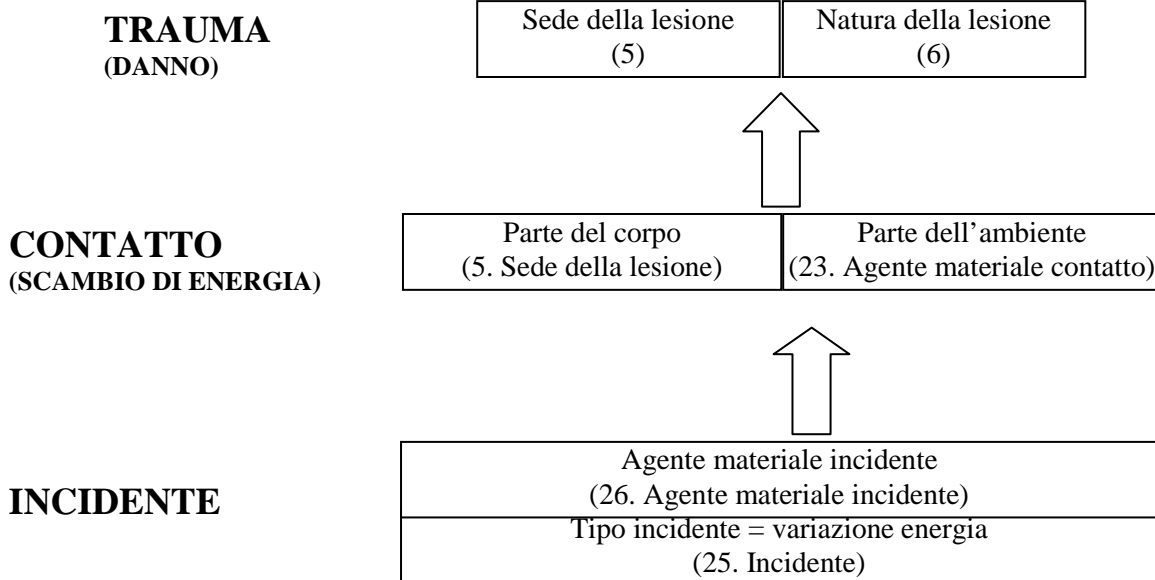 TRAUMA
(DANNO)
Sede della lesione
(5)
Natura della lesione
(6)
CONTATTO
(SCAMBIO DI ENERGIA)
Parte del corpo
(5. Sede della lesione)
Parte dell’ambiente
(23. Agente materiale contatto)
INCIDENTE
Agente materiale incidente
(26. Agente materiale incidente)
Tipo incidente = variazione energia
(25. Incidente)